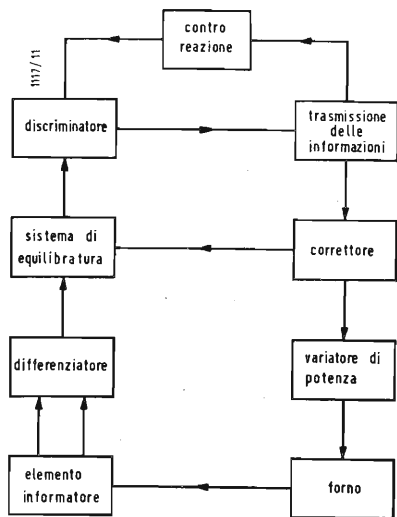 contro
reazione
1117/11
discriminatore
trasmissione
delle
informazioni
sistema di
equilibratura
correttore
differenziatore
variatore di
potenza
elemento
informatore
forno